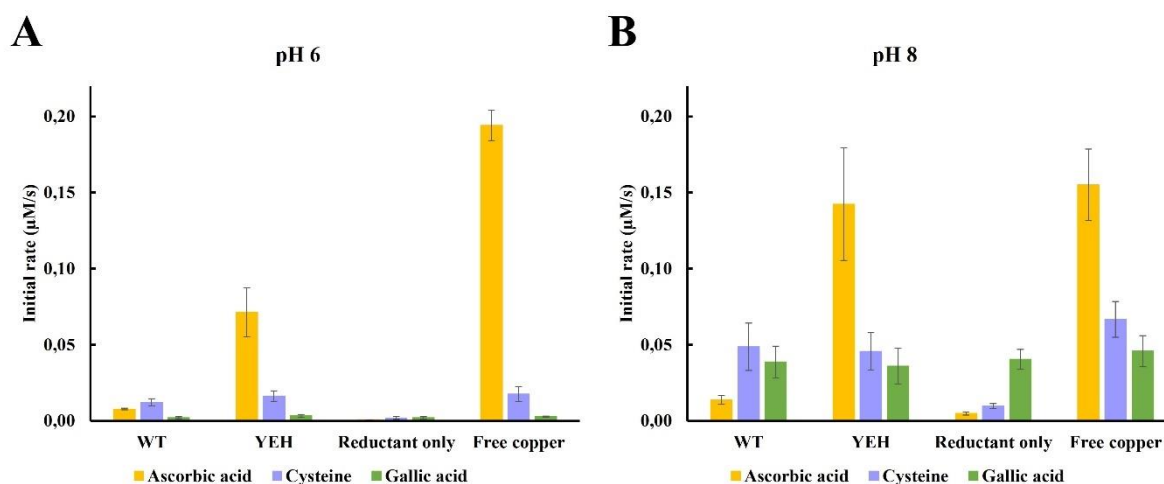 A
pH 6
Initial rate (µM/s)
0,20
0,15
0,10
0,05
0,00
WT YEH Reductant only Free copper
Ascorbic acid Cysteine Gallic acid
B
pH 8
Initial rate (µM/s)
0,20
0,15
0,10
0,05
0,00
WT YEH Reductant only Free copper
Ascorbic acid Cysteine Gallic acid